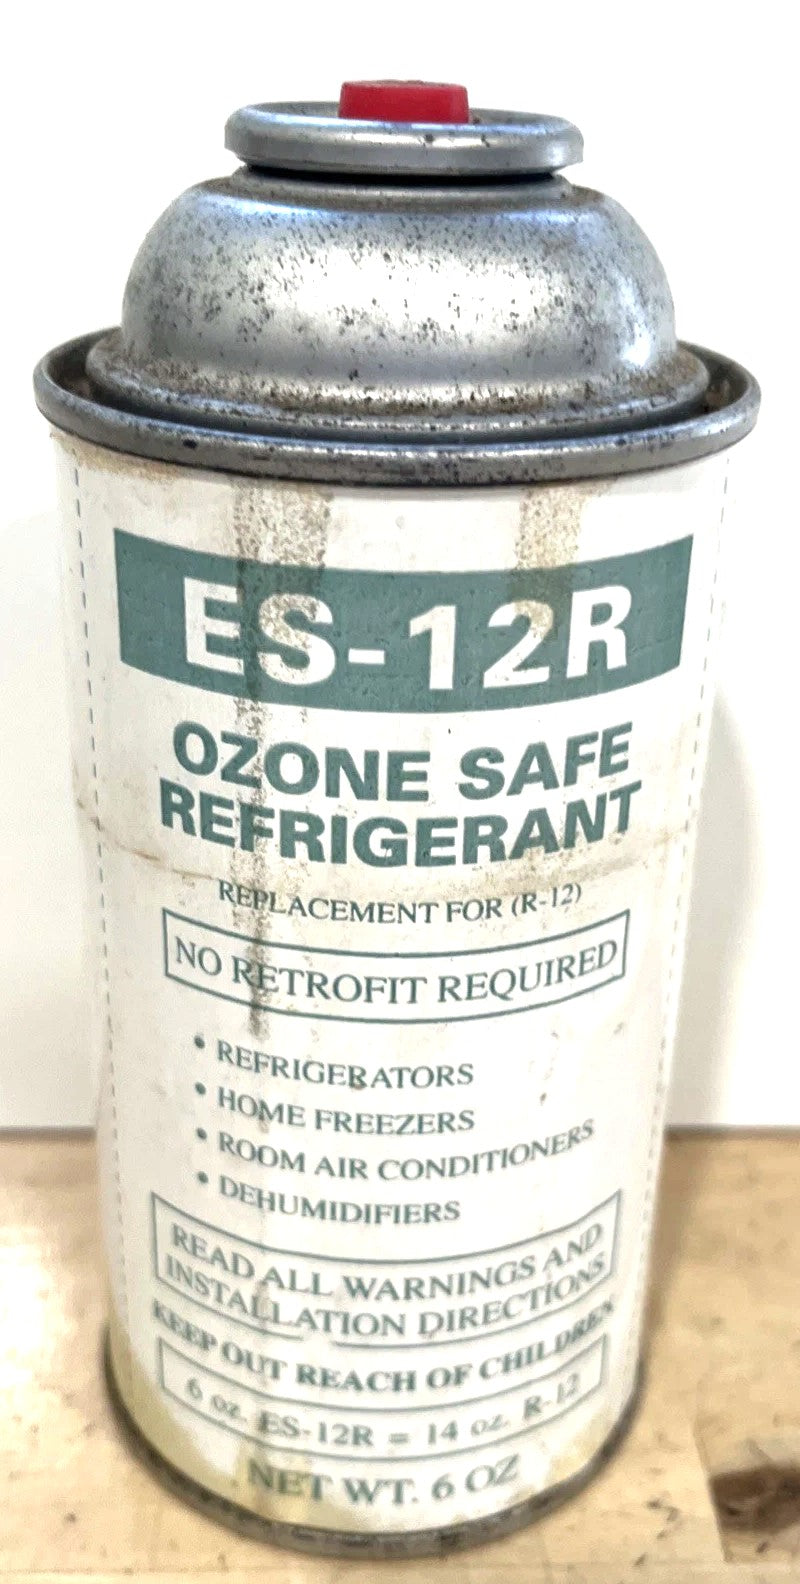 ES-12R
OZONE SAFE
REFRIGERANT
REPLACEMENT FOR (R-12)
NO RETROFIT REQUIRED
• REFRIGERATORS
• HOME FREEZERS
• ROOM AIR CONDITIONERS
• DEHUMIDIFIERS
READ ALL WARNINGS AND
INSTALLATION DIRECTIONS
KEEP OUT REACH OF CHILDREN
6 oz. ES-12R = 14 oz. R-12
NET WT. 6 OZ